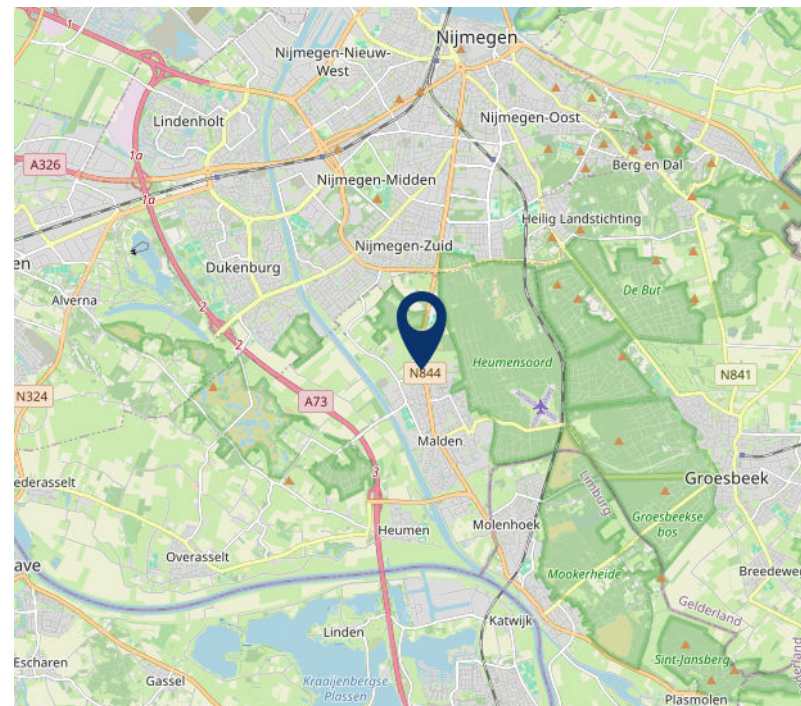 1
Nijmegen
Nijmegen-Nieuw-
West
Lindenholt
Nijmegen-Oost
1a
A326
Berg en Dal
1a
Nijmegen-Midden
Heilig Landstichting
Nijmegen-Zuid
en
Dukenburg
De But
Alverna
2
2
Heumensoord
N844
N841
N324
A73
Malden
3
ederasselt
Limburg
Groesbeek
Groesbeekse
bos
Molenhoek
Heumen
Overasselt
ave
Mookerheide
Breedewe
Gelderland
Katwijk
Linden
erland
Escharen
Sint-Jansberg
Gassel
Kraaijenbergse
Plassen
Plasmolen